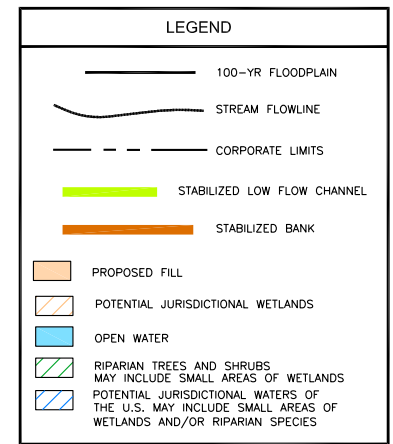 LEGEND
100-YR FLOODPLAIN
STREAM FLOWLINE
CORPORATE LIMITS
STABILIZED LOW FLOW CHANNEL
STABILIZED BANK
PROPOSED FILL
POTENTIAL JURISDICTIONAL WETLANDS
OPEN WATER
RIPARIAN TREES AND SHRUBS
MAY INCLUDE SMALL AREAS OF WETLANDS
POTENTIAL JURISDICTIONAL WATERS OF
THE U.S. MAY INCLUDE SMALL AREAS OF
WETLANDS AND/OR RIPARIAN SPECIES